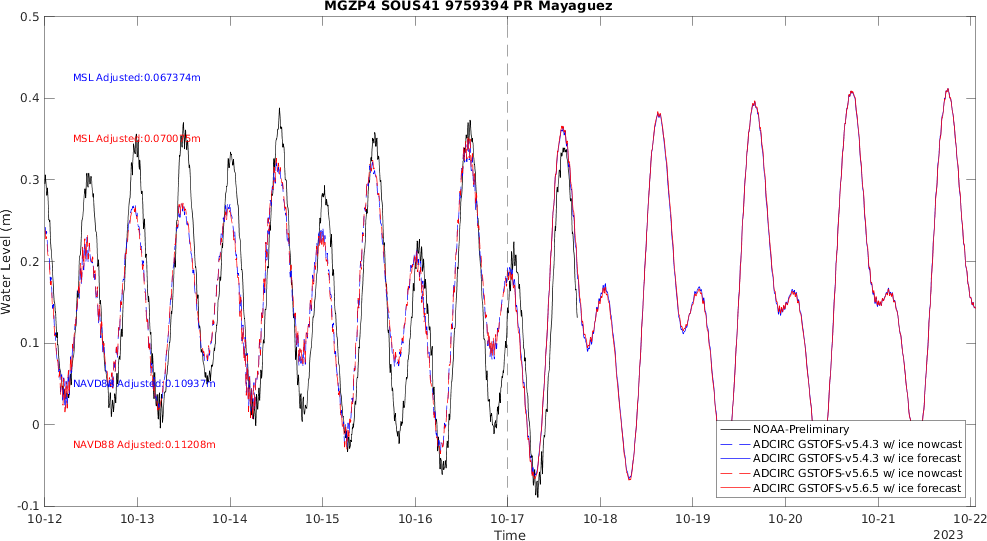 MGZP4 SOUS41 9759394 PR Mayaguez
0.5
0.4
0.3
0.2
0.1
0
-0.1
Water Level (m)
MSL Adjusted:0.067374m
MSL Adjusted:0.070015m
NAVD88 Adjusted:0.10937m
NAVD88 Adjusted:0.11208m
NOAA-Preliminary
ADCIRC GSTOFS-v5.4.3 w/ ice nowcast
ADCIRC GSTOFS-v5.4.3 w/ ice forecast
ADCIRC GSTOFS-v5.6.5 w/ ice nowcast
ADCIRC GSTOFS-v5.6.5 w/ ice forecast
10-12 10-13 10-14 10-15 10-16 10-17 10-18 10-19 10-20 10-21 10-22
Time
2023